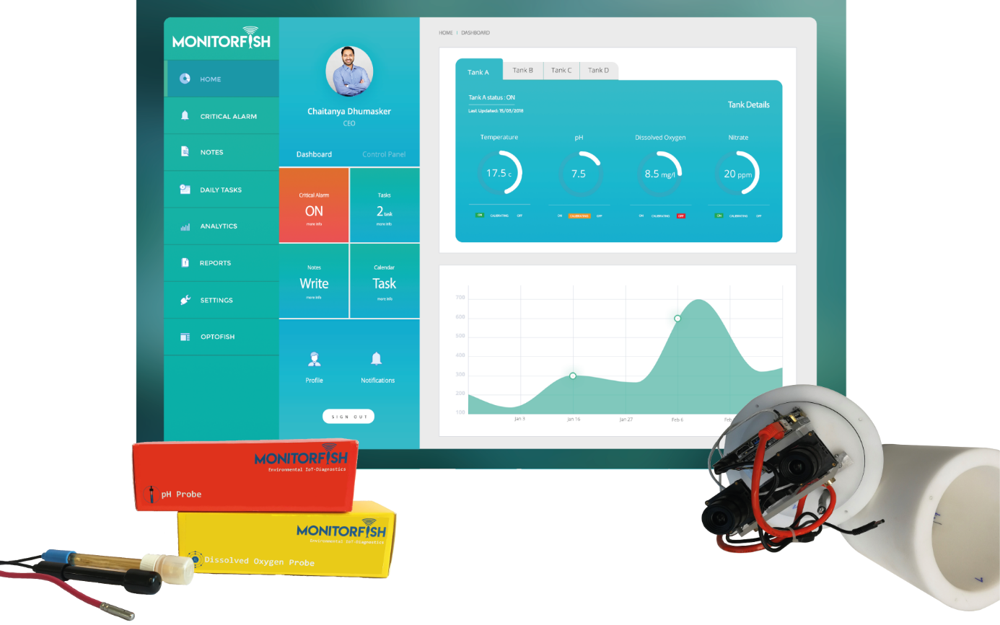 MONITORFISH
HOME
CRITICAL ALARM
NOTES
DAILY TASKS
ANALYTICS
REPORTS
SETTINGS
OPTOFISH
Chaitanya Dhumasker
CEO
Dashboard Control Panel
Critical Alarm
ON
more info
Tasks
2 task
more info
Notes
Write
more info
Calendar
Task
more info
Profile Notifications
SIGN OUT
HOME | DASHBOARD
Tank A Tank B Tank C Tank D
Tank A status : ON
Last Updated: 15/05/2018
Tank Details
Temperature pH Dissolved Oxygen Nitrate
17.5 c 7.5 8.5 mg/l 20 ppm
ON CALIBRATING OFF ON CALIBRATING OFF ON CALIBRATING OFF ON CALIBRATING OFF
700
600
500
400
300
200
100
Jan 3 Jan 16 Jan 27 Feb 6 Feb
MONITORFISH
Environmental IoT-Diagnostics
pH Probe
MONITORFISH
Environmental IoT-Diagnostics
Dissolved Oxygen Probe